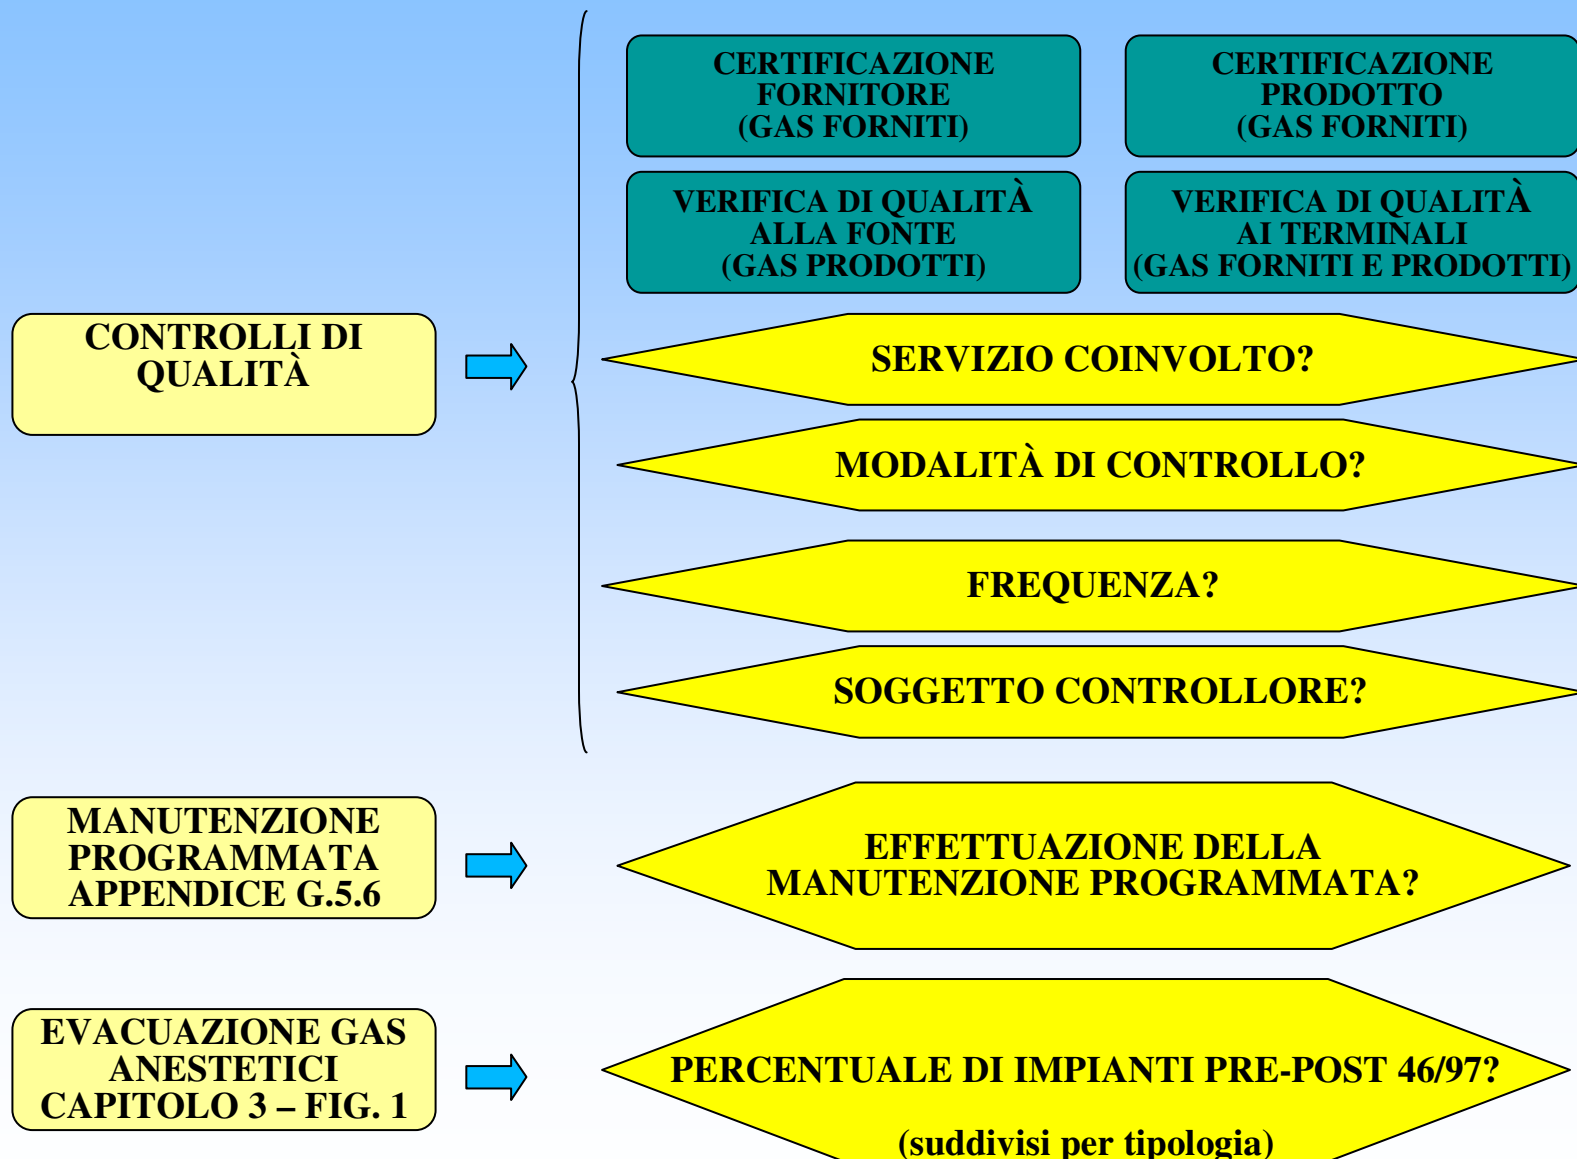 CERTIFICAZIONE
FORNITORE
(GAS FORNITI)
CERTIFICAZIONE
PRODOTTO
(GAS FORNITI)
VERIFICA DI QUALITÀ
ALLA FONTE
(GAS PRODOTTI)
VERIFICA DI QUALITÀ
AI TERMINALI
(GAS FORNITI E PRODOTTI)
CONTROLLI DI
QUALITÀ
SERVIZIO COINVOLTO?
MODALITÀ DI CONTROLLO?
FREQUENZA?
SOGGETTO CONTROLLORE?
MANUTENZIONE
PROGRAMMATA
APPENDICE G.5.6
EFFETTUAZIONE DELLA
MANUTENZIONE PROGRAMMATA?
EVACUAZIONE GAS
ANESTETICI
CAPITOLO 3 – FIG. 1
PERCENTUALE DI IMPIANTI PRE-POST 46/97?
(suddivisi per tipologia)